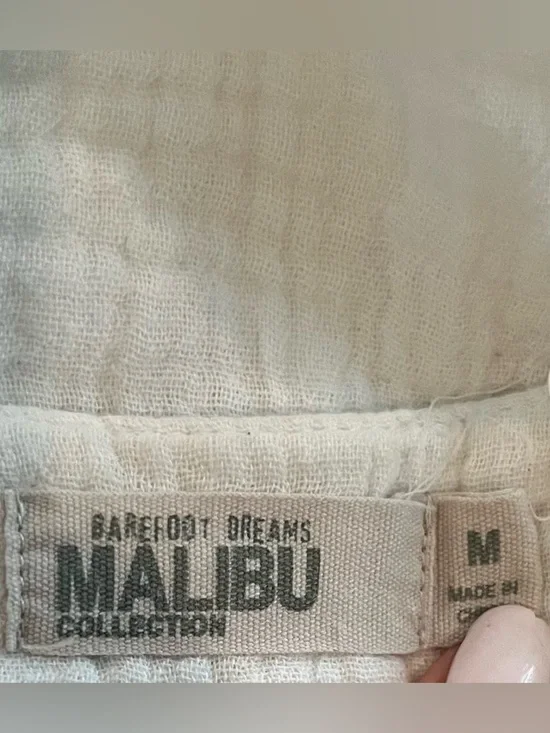 BAREFOOT DREAMS
MALIBU
COLLECTION
M
MADE IN